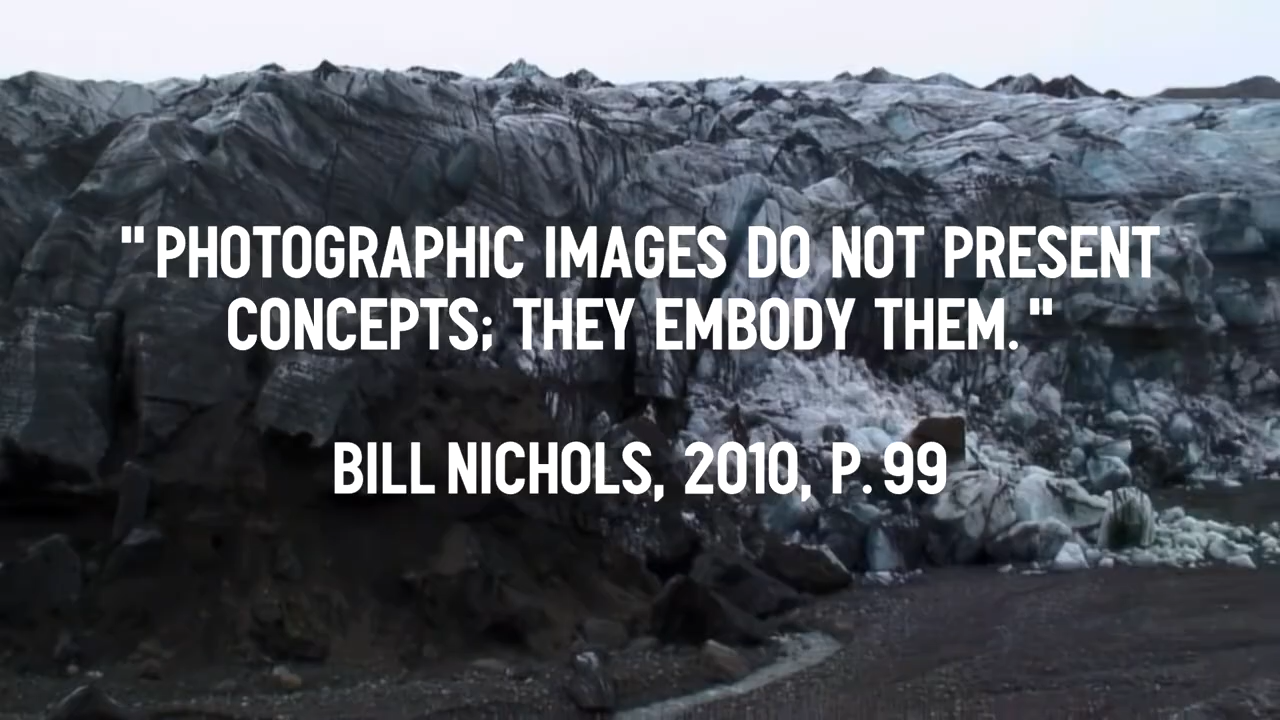 "PHOTOGRAPHIC IMAGES DO NOT PRESENT
CONCEPTS; THEY EMBODY THEM."
BILL NICHOLS, 2010, P. 99